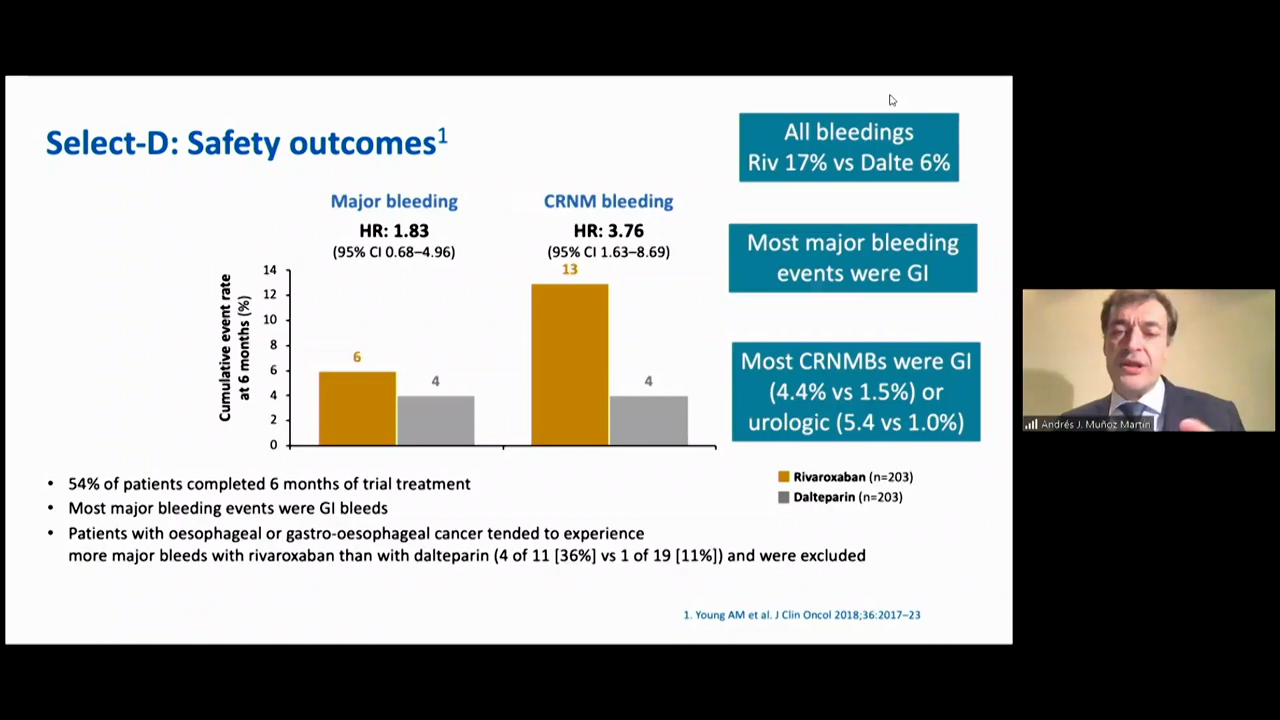 Select-D: Safety outcomes1
All bleedings
Riv 17% vs Dalte 6%
Major bleeding
HR: 1.83
(95% CI 0.68–4.96)
CRNM bleeding
HR: 3.76
(95% CI 1.63–8.69)
Most major bleeding
events were GI
Most CRNMBs were GI
(4.4% vs 1.5%) or
urologic (5.4 vs 1.0%)
Cumulative event rate
at 6 months (%)
14
12
10
8
6
4
2
0
6
4
13
4
Rivaroxaban (n=203)
Dalteparin (n=203)
• 54% of patients completed 6 months of trial treatment
• Most major bleeding events were GI bleeds
• Patients with oesophageal or gastro-oesophageal cancer tended to experience
more major bleeds with rivaroxaban than with dalteparin (4 of 11 [36%] vs 1 of 19 [11%]) and were excluded
1. Young AM et al. J Clin Oncol 2018;36:2017–23
Andrés J. Muñoz Martín